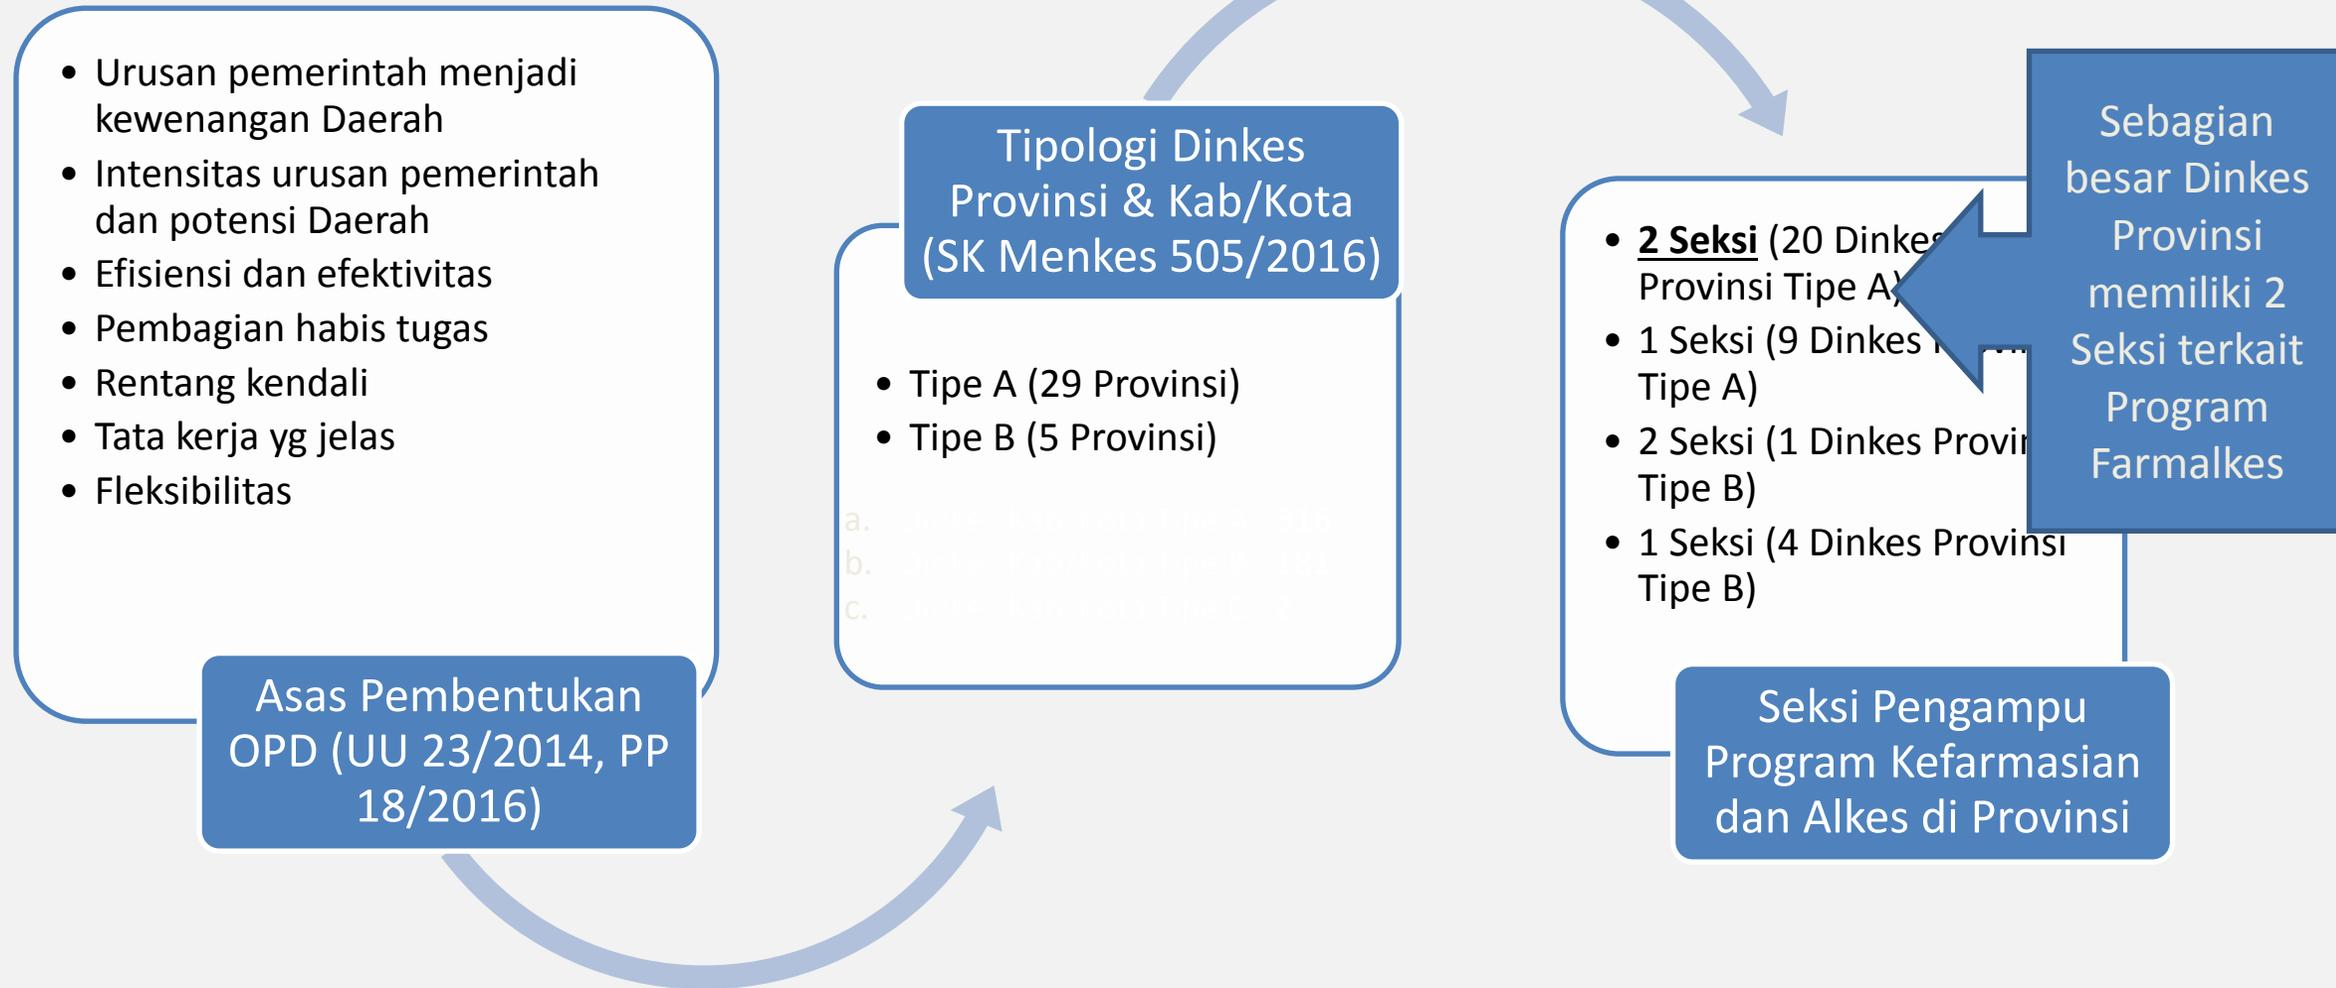 • Urusan pemerintah menjadi
kewenangan Daerah
• Intensitas urusan pemerintah
dan potensi Daerah
• Efisiensi dan efektivitas
• Pembagian habis tugas
• Rentang kendali
• Tata kerja yg jelas
• Fleksibilitas
Asas Pembentukan
OPD (UU 23/2014, PP
18/2016)
Tipologi Dinkes
Provinsi & Kab/Kota
(SK Menkes 505/2016)
• Tipe A (29 Provinsi)
• Tipe B (5 Provinsi)
a.
b.
c.
• 2 Seksi (20 Dinkes
Provinsi Tipe A)
• 1 Seksi (9 Dinkes
Tipe A)
• 2 Seksi (1 Dinkes
Tipe B)
• 1 Seksi (4 Dinkes Provinsi
Tipe B)
Seksi Pengampu
Program Kefarmasian
dan Alkes di Provinsi
Sebagian
besar Dinkes
Provinsi
memiliki 2
Seksi terkait
Program
Farmalkes